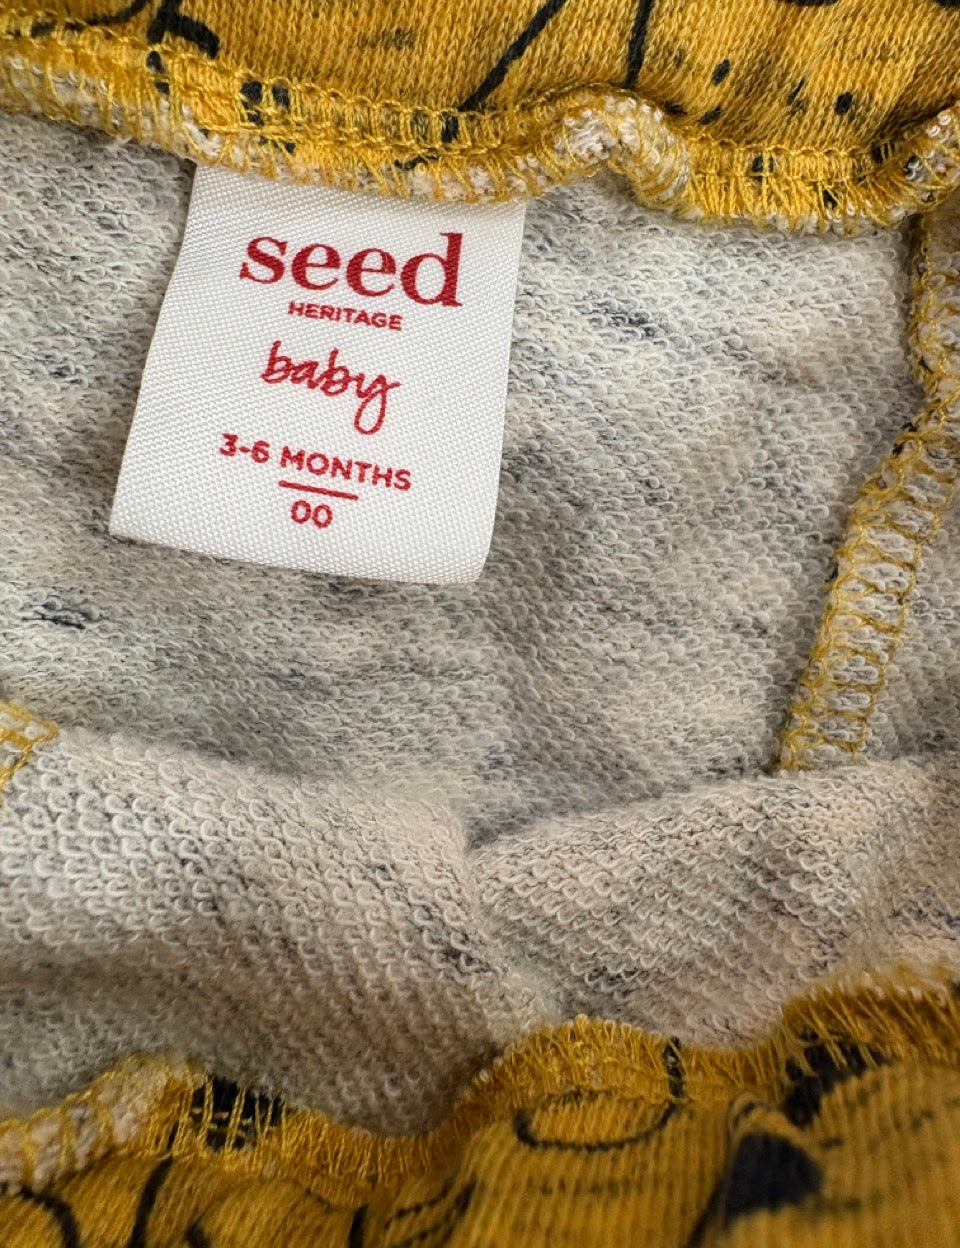 seed
HERITAGE
baby
3-6 MONTHS
00